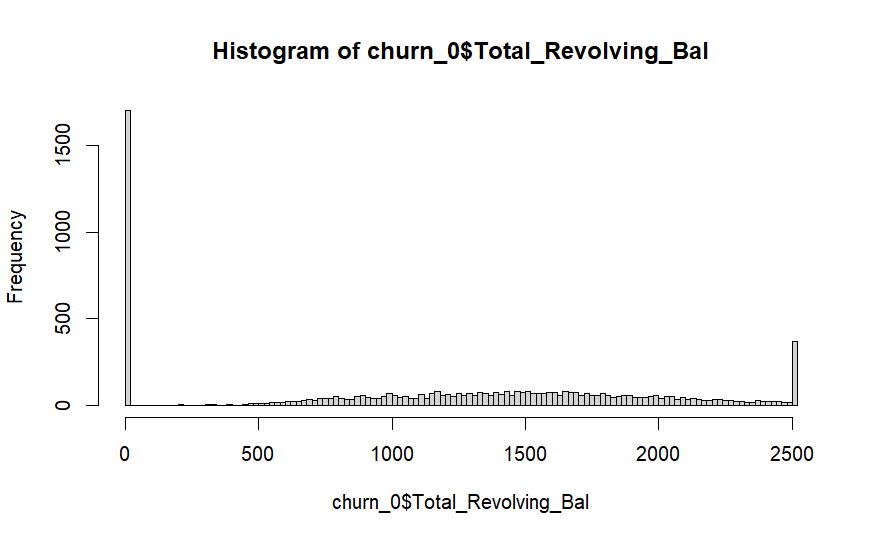 Histogram of churn_0$Total_Revolving_Bal
Frequency
1500
1000
500
0
0 500 1000 1500 2000 2500
churn_0$Total_Revolving_Bal